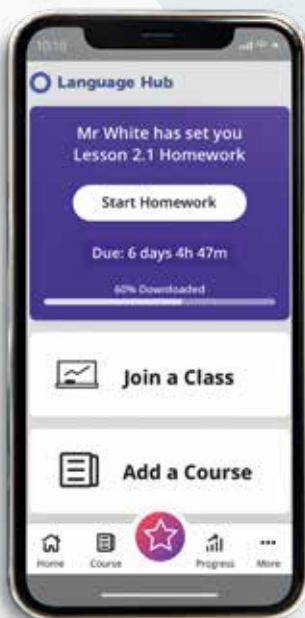 10:10
Language Hub
Mr White has set you
Lesson 2.1 Homework
Start Homework
Due: 6 days 4h 47m
60% Downloaded
Join a Class
Add a Course
Home Course Progress More